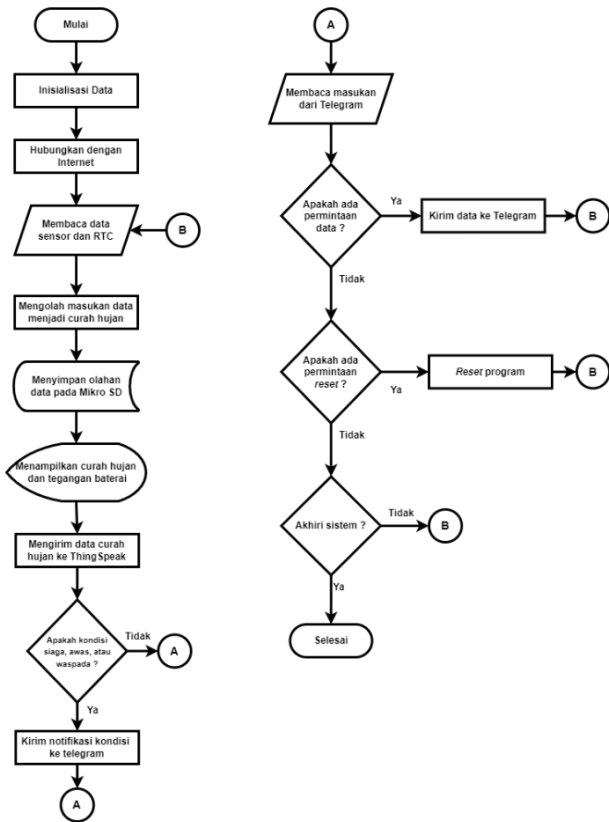 Mulai
Inisialisasi Data
Hubungkan dengan
Internet
Membaca data
sensor dan RTC
B
Mengolah masukan data
menjadi curah hujan
Menyimpan olahan
data pada Mikro SD
Menampilkan curah hujan
dan tegangan baterai
Mengirim data curah
hujan ke ThingSpeak
Apakah kondisi
siaga, awas, atau
waspada ?
Tidak
A
Ya
Kirim notifikasi kondisi
ke telegram
A
A
Membaca masukan
dari Telegram
Apakah ada
permintaan
data ?
Ya
Kirim data ke Telegram
B
Tidak
Apakah ada
permintaan
reset ?
Ya
Reset program
B
Tidak
Akhiri sistem ?
Tidak
B
Ya
Selesai